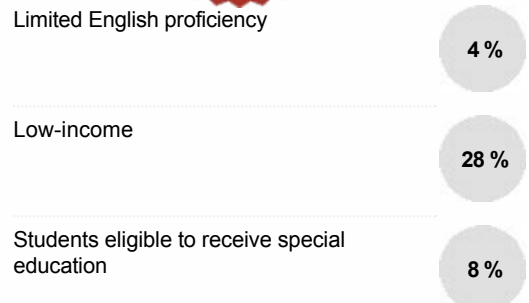 Limited English proficiency
4 %
Low-income
28 %
Students eligible to receive special
education
8 %